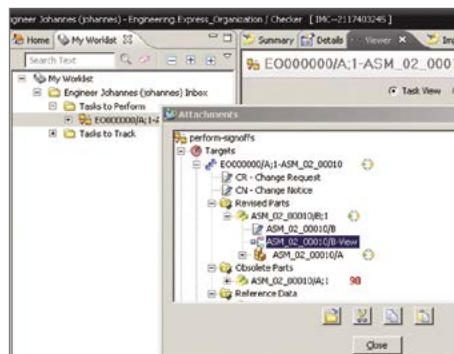 ngineer Johannes (johannes) - Engineering.Express_Organization / Checker [IMC--2117403245]
Home My Worklist
Summary Details Viewer
Search Text
My Worklist
Engineer Johannes (johannes) Inbox
Tasks to Perform
EO000000/A;1-A
Tasks to Track
EO000000/A;1-ASM_02_000
Task View
Attachments
perform-signoffs
Targets
EO000000/A;1-ASM_02_00010
CR - Change Request
CN - Change Notice
Revised Parts
ASM_02_00010/B;1
ASM_02_00010/B
ASM_02_00010/B-View
ASM_02_00010/A
Obsolete Parts
ASM_02_00010/A;1 90
Reference Data
Close